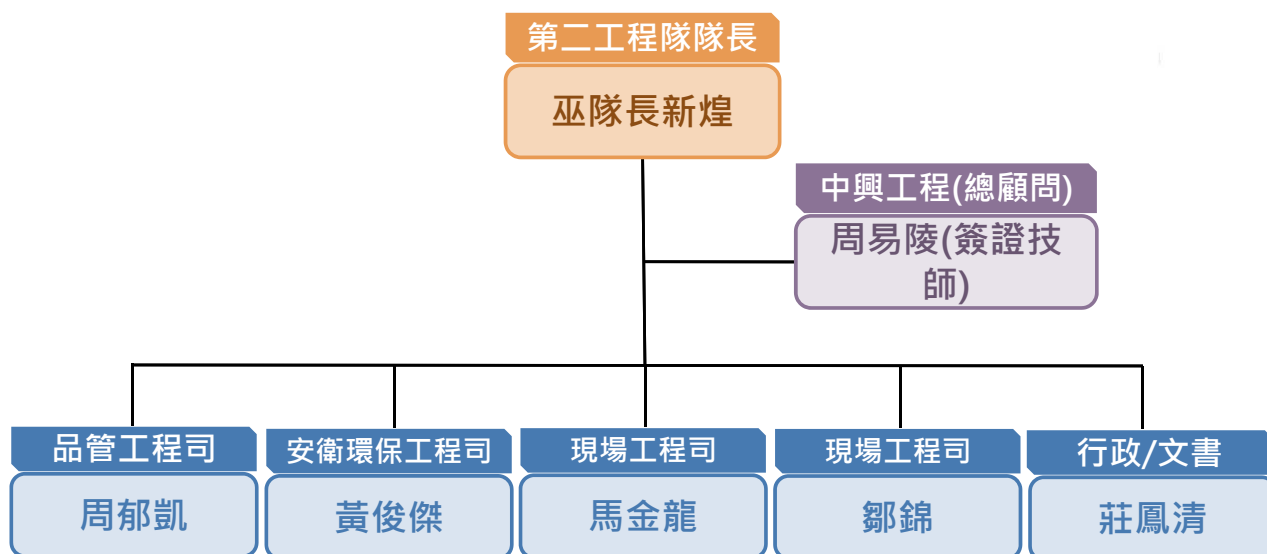 第二工程隊隊長
巫隊長新煌
中興工程(總顧問)
周易陵(簽證技
師)
品管工程司
周郁凱
安衛環保工程司
黃俊傑
現場工程司
馬金龍
現場工程司
鄒錦
行政/文書
莊鳳清